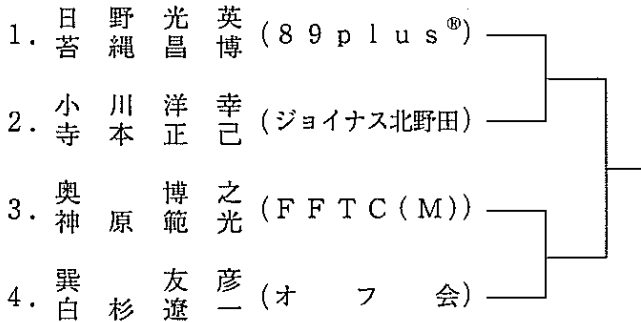 日野光英
1. (89plus®)
苔縄昌博
小川洋幸
2. (ジョイナス北野田)
寺本正己
奥博之
3. (FFTC(M))
神原範光
巽友彦
4. (オフ会)
白杉遼一